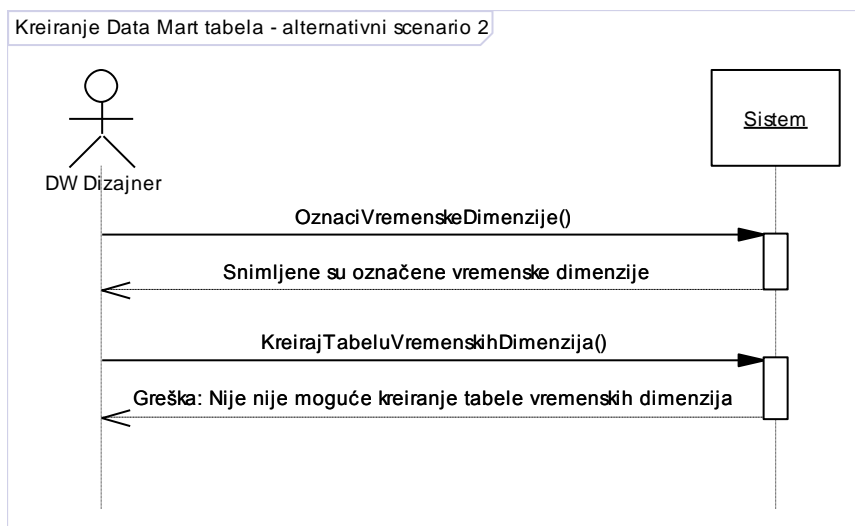 Kreiranje Data Mart tabela - alternativni scenario 2
Sistem
DW Dizajner
OznaciVremenskeDimenzije()
Snimljene su označene vremenske dimenzije
KreirajTabeluVremenskihDimenzija()
Greška: Nije nije moguće kreiranje tabele vremenskih dimenzija